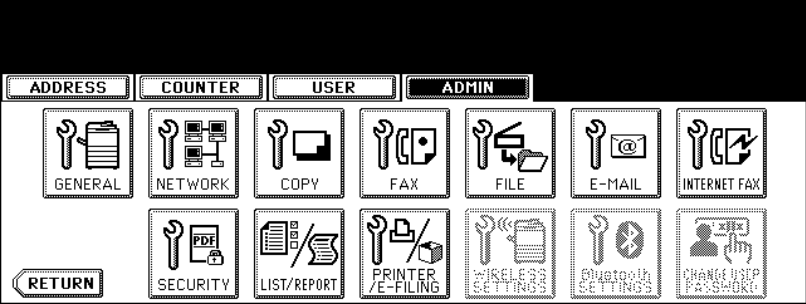 ADDRESS COUNTER USER ADMIN
GENERAL NETWORK COPY FAX FILE E-MAIL INTERNET FAX
PDF
SECURITY LIST/REPORT PRINTER
/E-FILING WIRELESS
SETTINGS Bluetooth
SETTINGS CHANGE USER
PASSWORD
RETURN